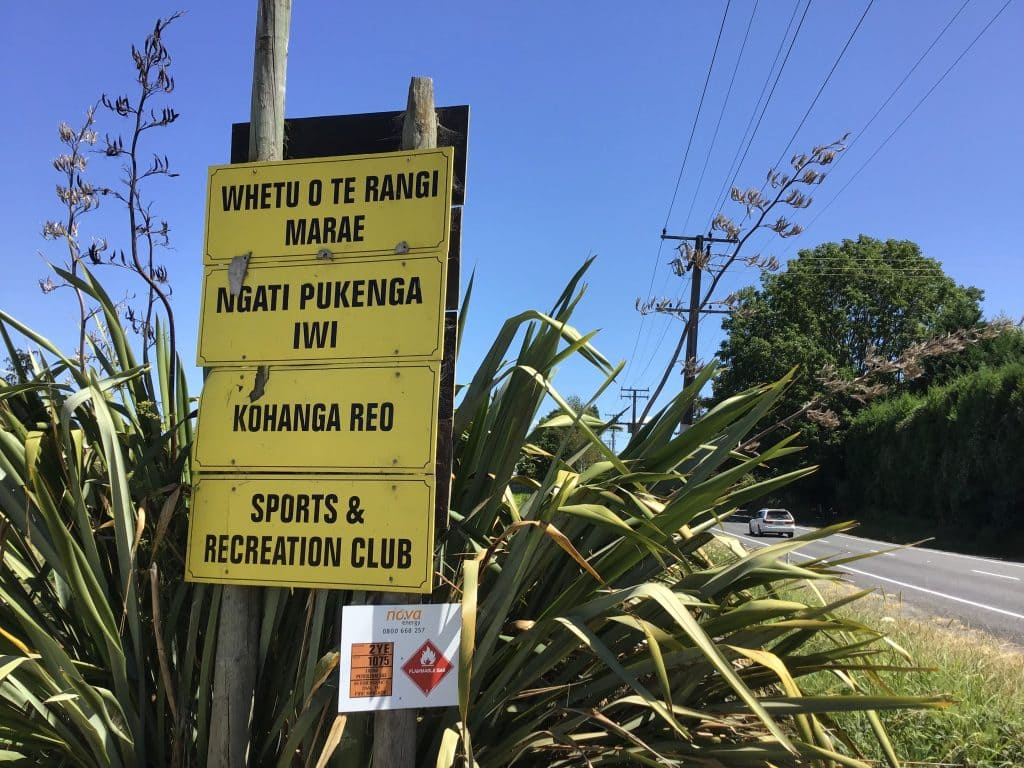 WHETU O TE RANGI
MARAE
NGATI PUKENGA
IWI
KOHANGA REO
SPORTS &
RECREATION CLUB
nova
energy
0800 668 257
2YE
1075
FLAMMABLE GAS